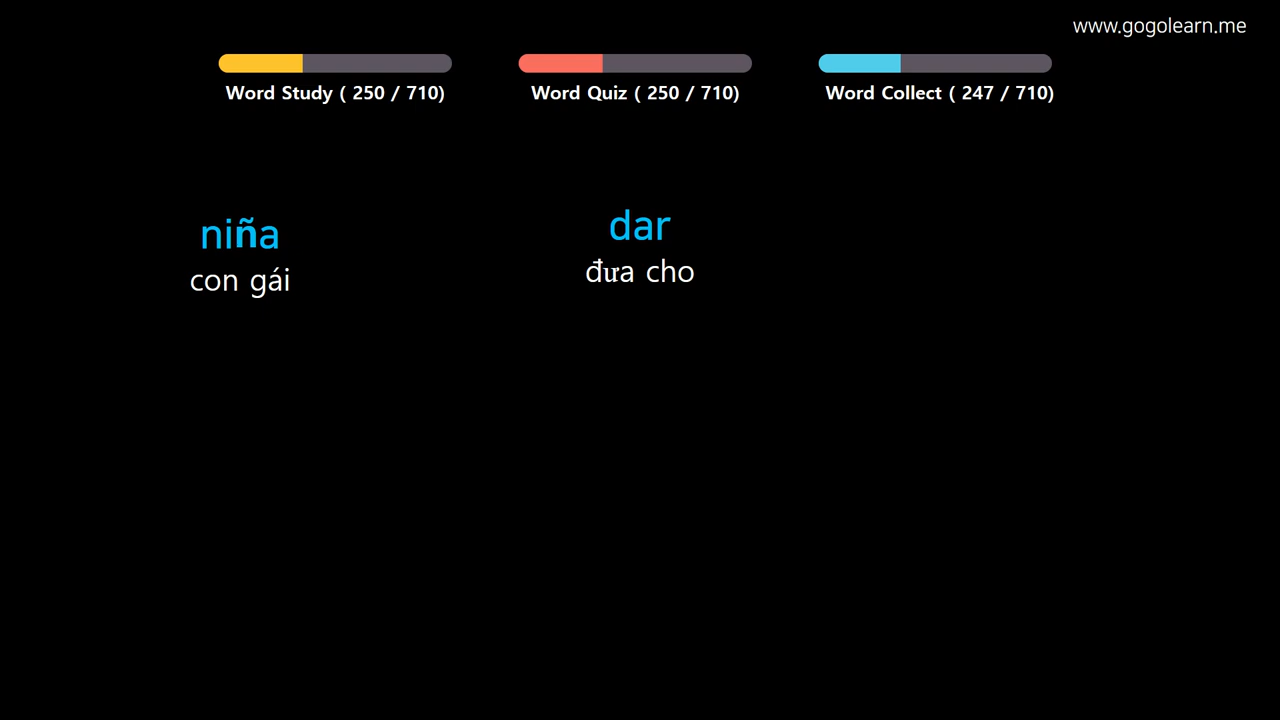 www.gogolearn.me
Word Study ( 250 / 710)
Word Quiz ( 250 / 710)
Word Collect ( 247 / 710)
niña
con gái
dar
đưa cho